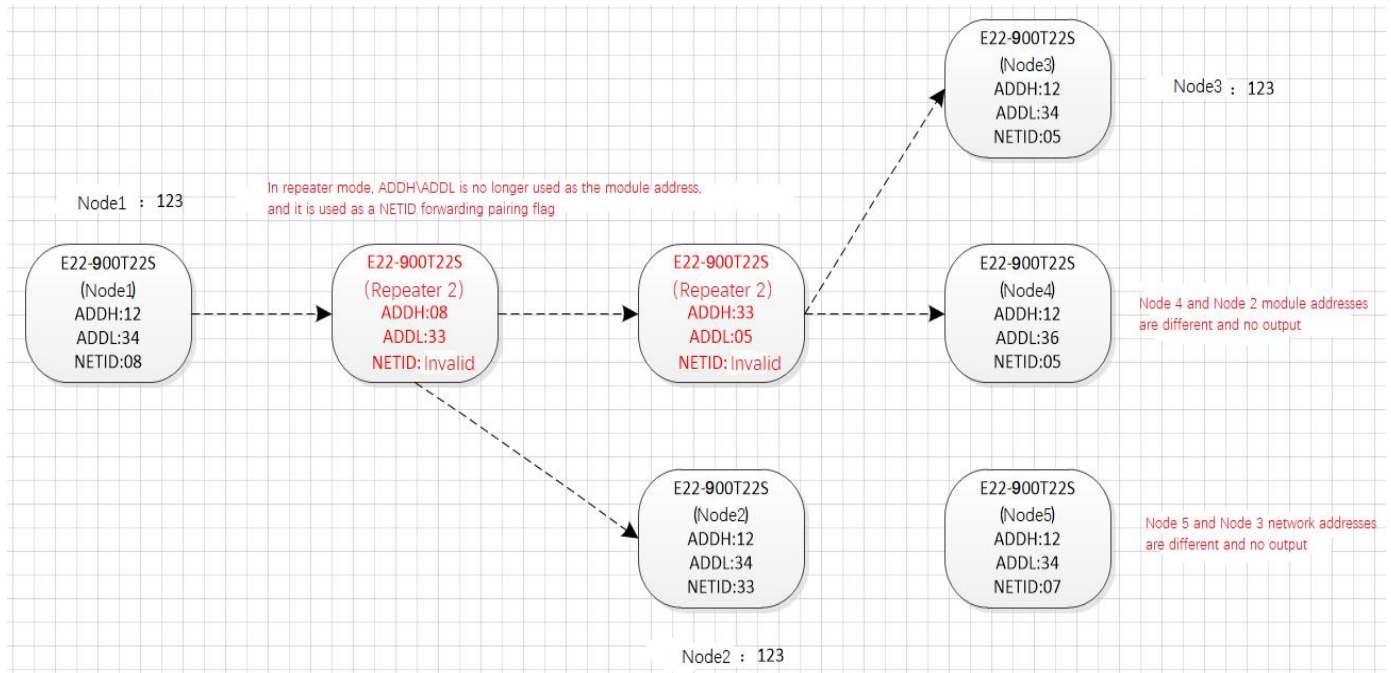 E22-900T22S
(Node3)
ADDH:12
ADDL:34
NETID:05
Node3 : 123
Node1 : 123
In repeater mode, ADDH\ADDL is no longer used as the module address,
and it is used as a NETID forwarding pairing flag
E22-900T22S
(Node1)
ADDH:12
ADDL:34
NETID:08
E22-900T22S
(Repeater 2)
ADDH:08
ADDL:33
NETID: Invalid
E22-900T22S
(Repeater 2)
ADDH:33
ADDL:05
NETID: Invalid
E22-900T22S
(Node4)
ADDH:12
ADDL:36
NETID:05
Node 4 and Node 2 module addresses
are different and no output
E22-900T22S
(Node2)
ADDH:12
ADDL:34
NETID:33
E22-900T22S
(Node5)
ADDH:12
ADDL:34
NETID:07
Node 5 and Node 3 network addresses
are different and no output
Node2 : 123